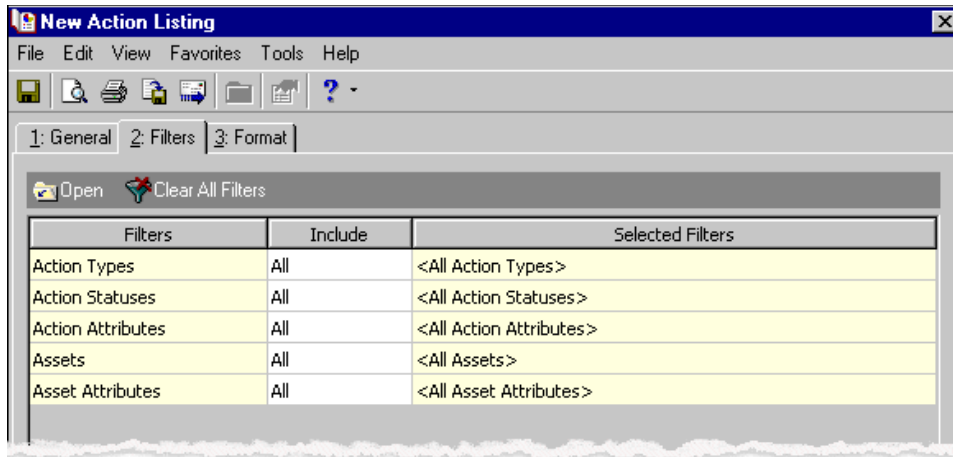 New Action Listing
File Edit View Favorites Tools Help
?
1: General 2: Filters 3: Format
Open Clear All Filters
Filters Include Selected Filters
Action Types All <All Action Types>
Action Statuses All <All Action Statuses>
Action Attributes All <All Action Attributes>
Assets All <All Assets>
Asset Attributes All <All Asset Attributes>